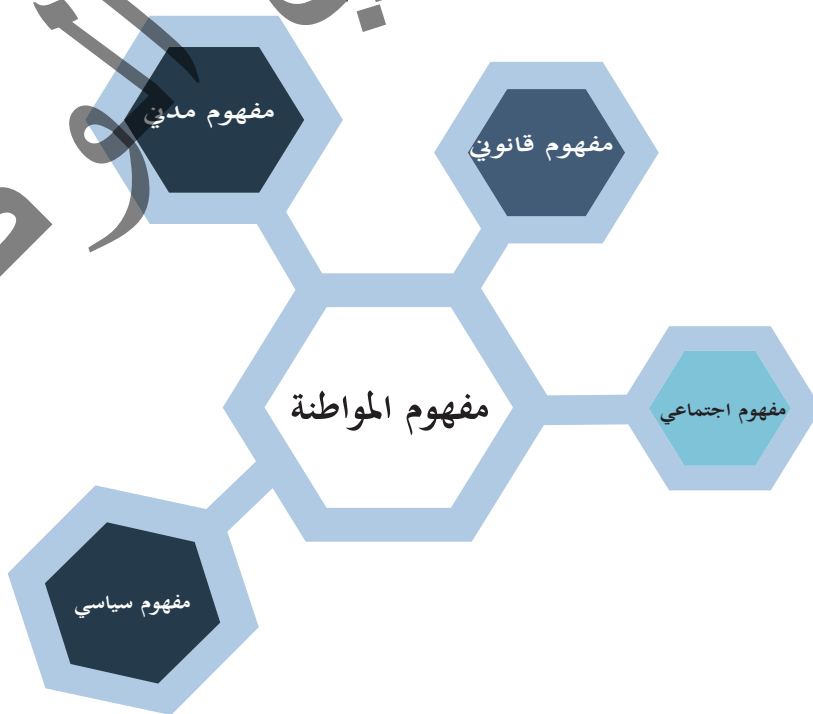 مفهوم مدني
مفهوم قانوني
مفهوم المواطنة
مفهوم اجتماعي
مفهوم سياسي